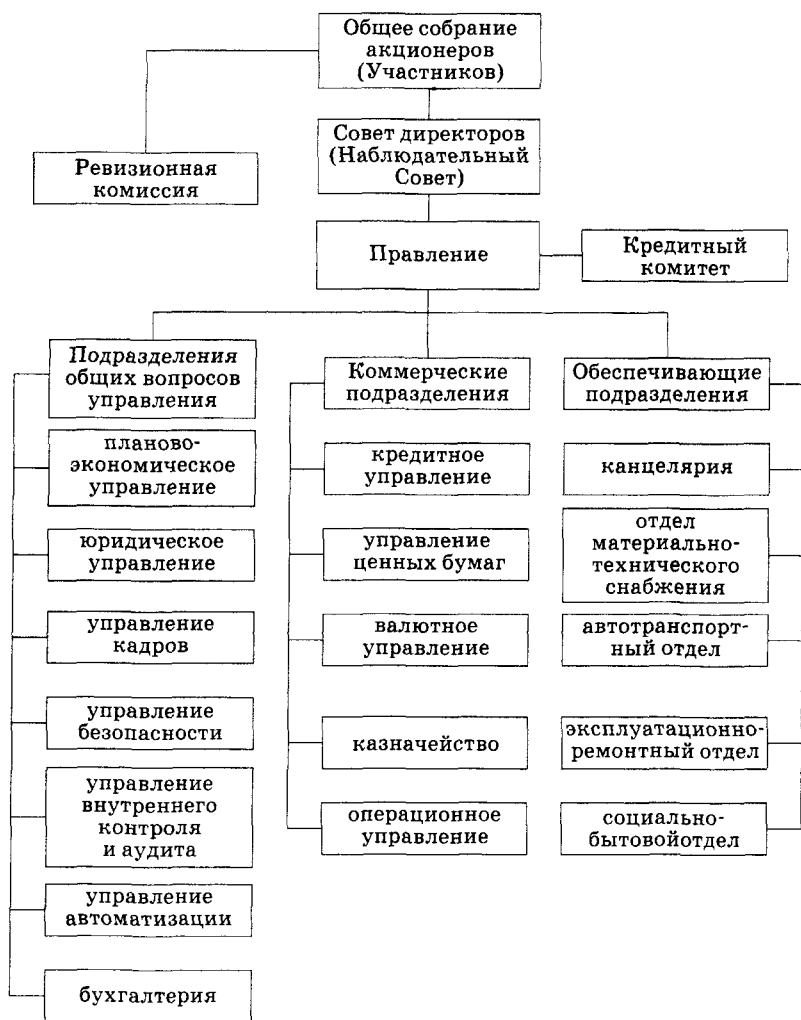 Общее собрание
акционеров
(Участников)
Совет директоров
(Наблюдательный
Совет)
Ревизионная
комиссия
Правление
Кредитный
комитет
Подразделения
общих вопросов
управления
Коммерческие
подразделения
Обеспечивающие
подразделения
планово-
экономическое
управление
кредитное
управление
канцелярия
юридическое
управление
управление
ценных бумаг
отдел
материально-
технического
снабжения
управление
кадров
валютное
управление
автотранспорт-
ный отдел
управление
безопасности
казначейство
эксплуатационно-
ремонтный отдел
управление
внутреннего
контроля
и аудита
операционное
управление
социально-
бытовойотдел
управление
автоматизации
бухгалтерия